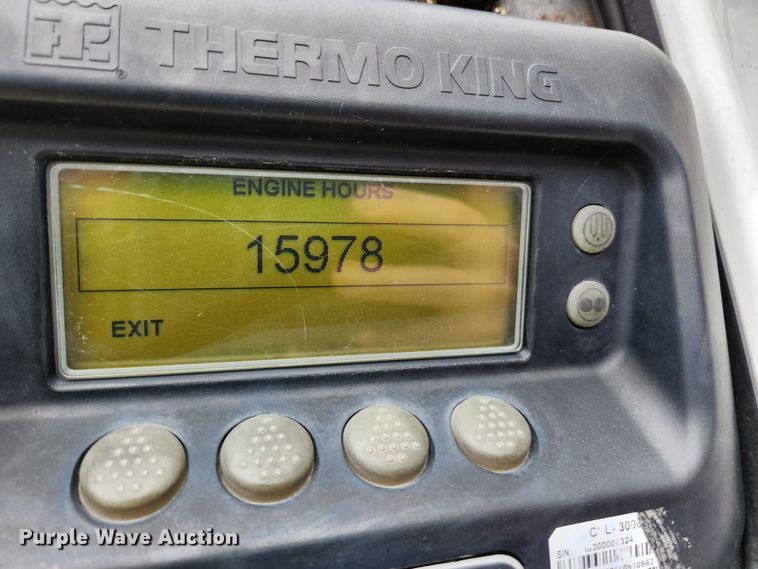 THERMO KING
ENGINE HOURS
15978
EXIT
S/N:
Purple Wave Auction